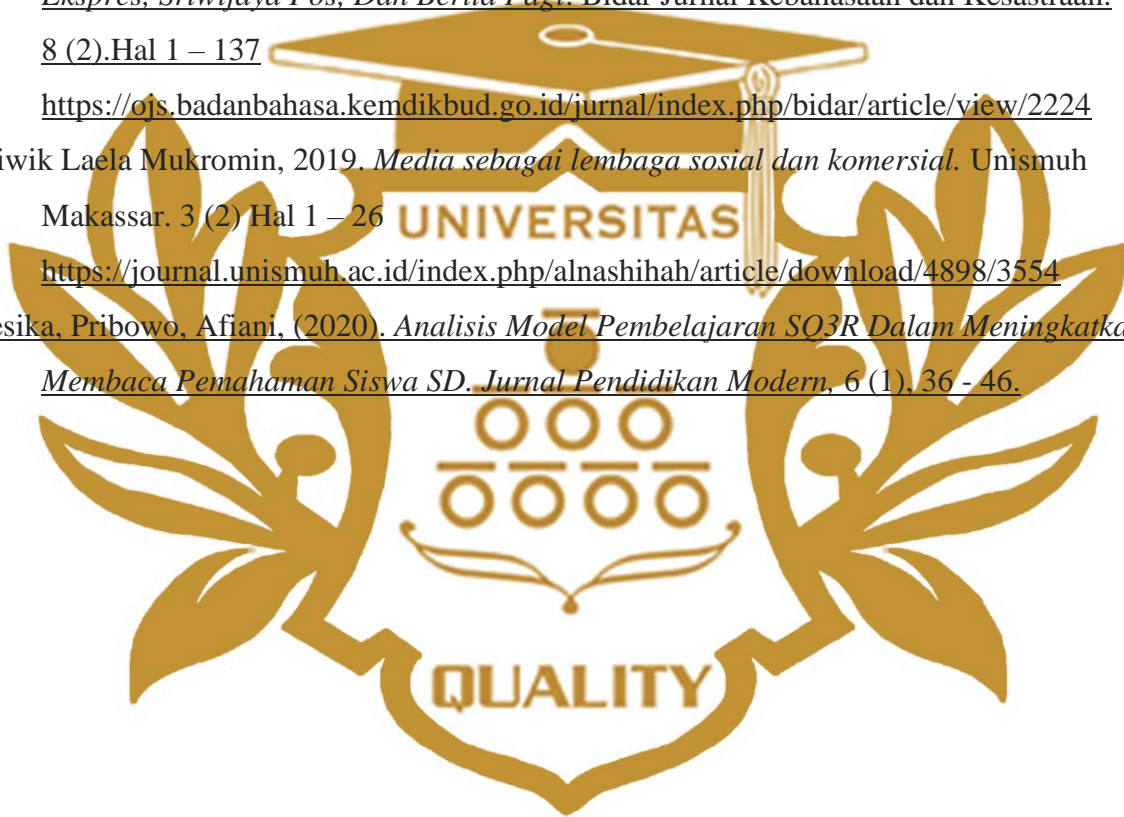 Ekspres, Sriwijaya Pos, Dan Berita Pagi. Bidar Jurnal Kebahasaan dan Kesastraan.
8 (2).Hal 1 – 137
https://ojs.badanbahasa.kemdikbud.go.id/jurnal/index.php/bidar/article/view/2224
iwik Laela Mukromin, 2019. Media sebagai lembaga sosial dan komersial. Unismuh
Makassar. 3 (2) Hal 1 – 26
UNIVERSITAS
https://journal.unismuh.ac.id/index.php/alnashihah/article/download/4898/3554
esika, Pribowo, Afiani, (2020). Analisis Model Pembelajaran SQ3R Dalam Meningkatka
Membaca Pemahaman Siswa SD. Jurnal Pendidikan Modern, 6 (1), 36 - 46.
QUALITY